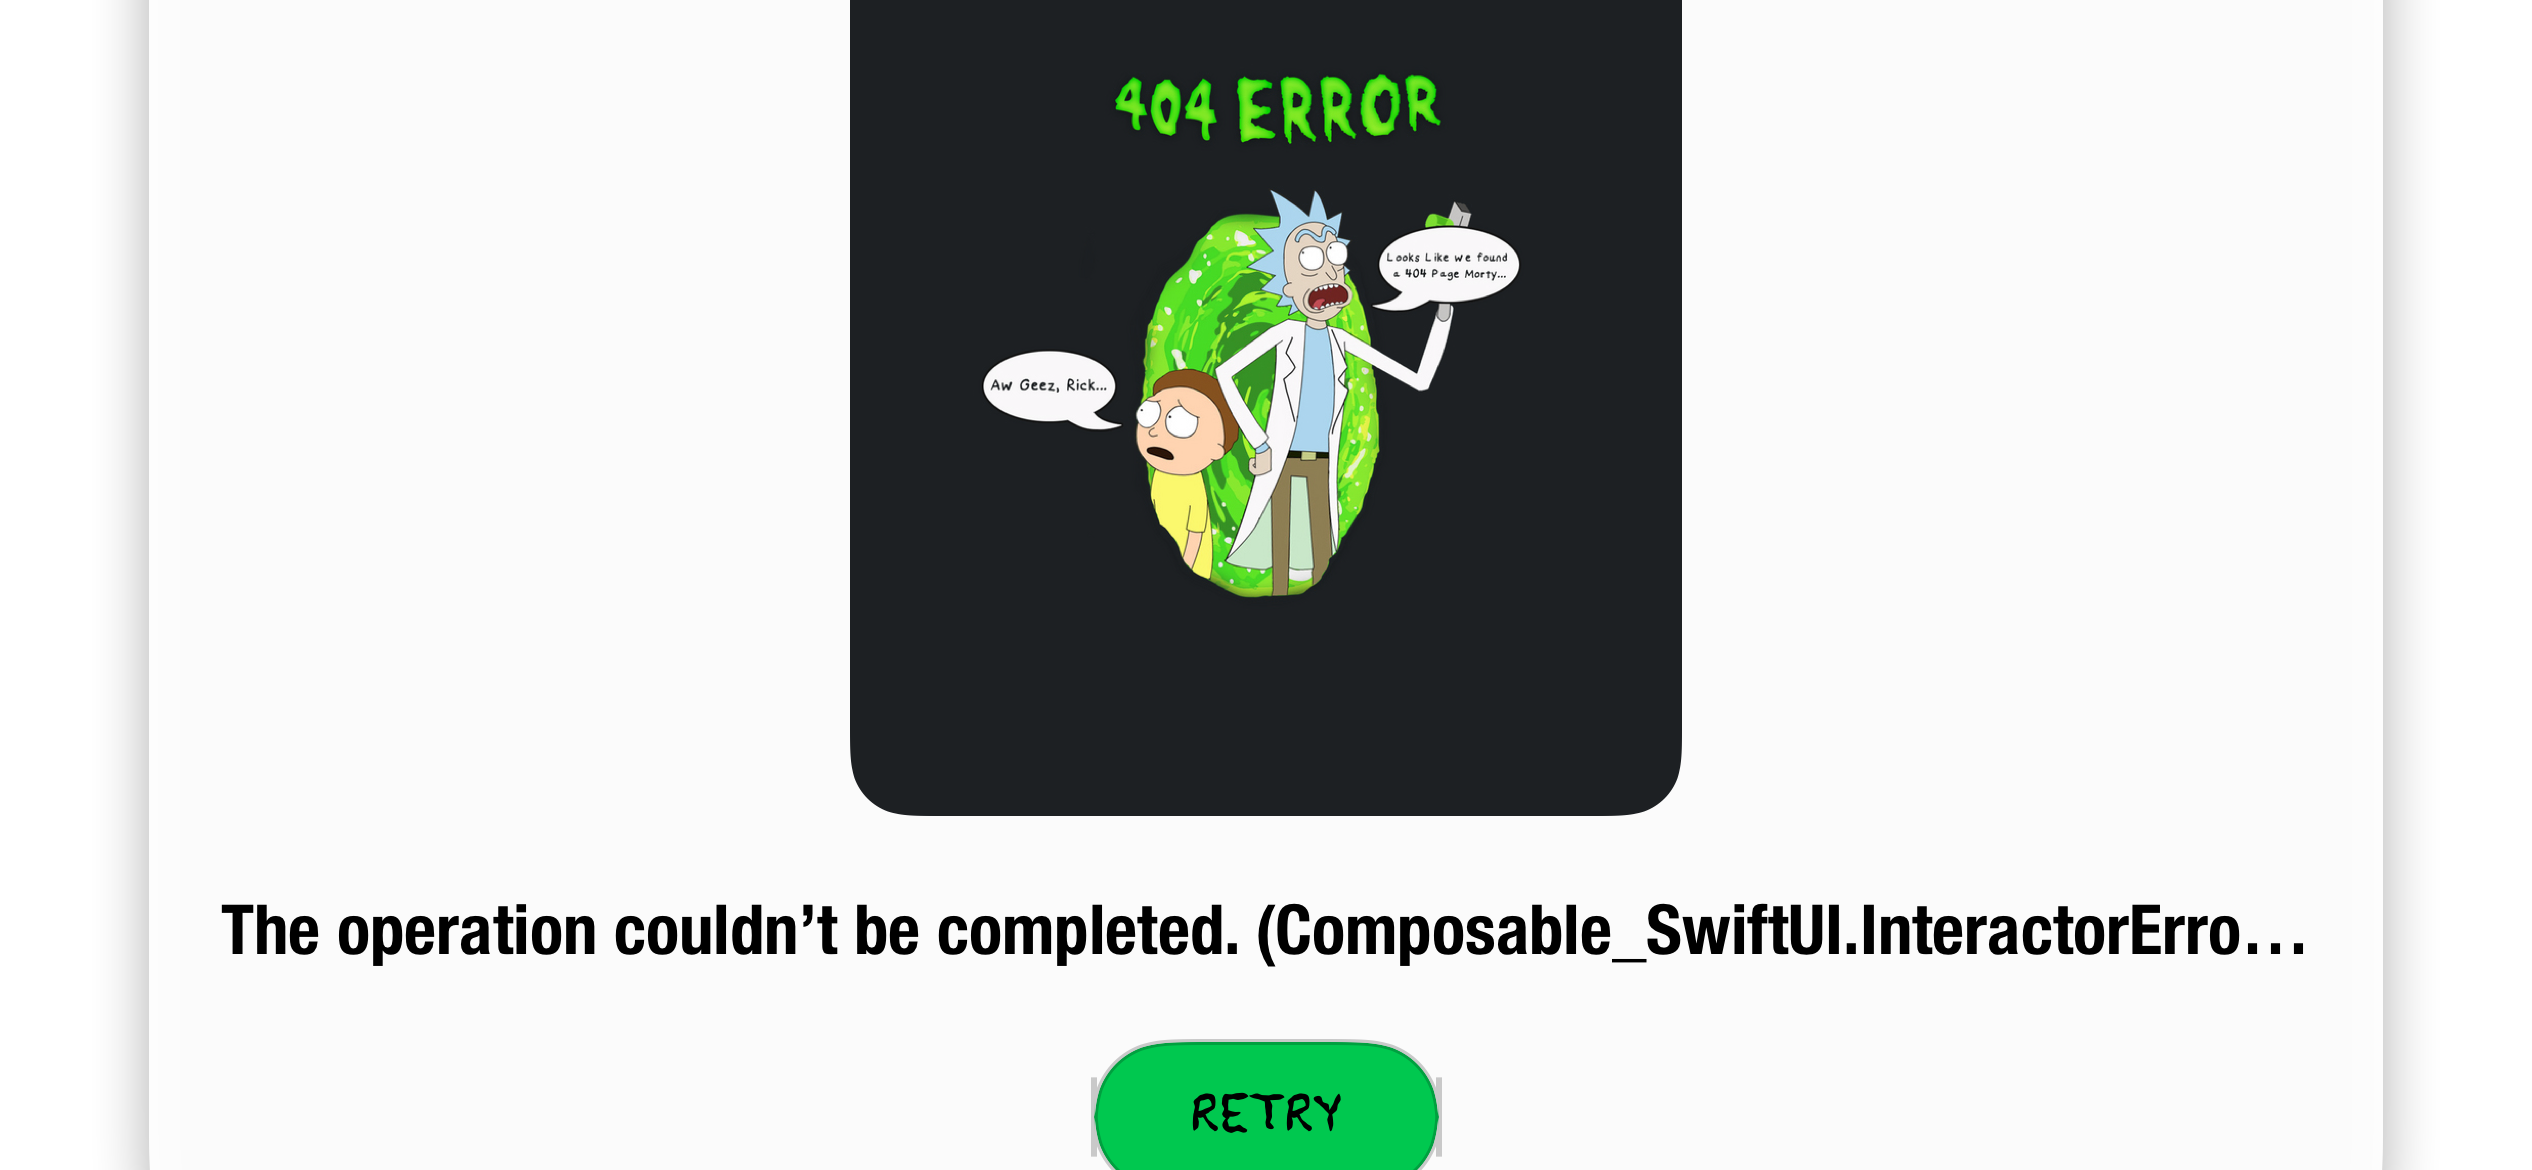 404 ERROR
Looks Like we found
a 404 Page Morty...
Aw Geez, Rick...
The operation couldn’t be completed. (Composable_SwiftUI.InteractorErro…
RETRY